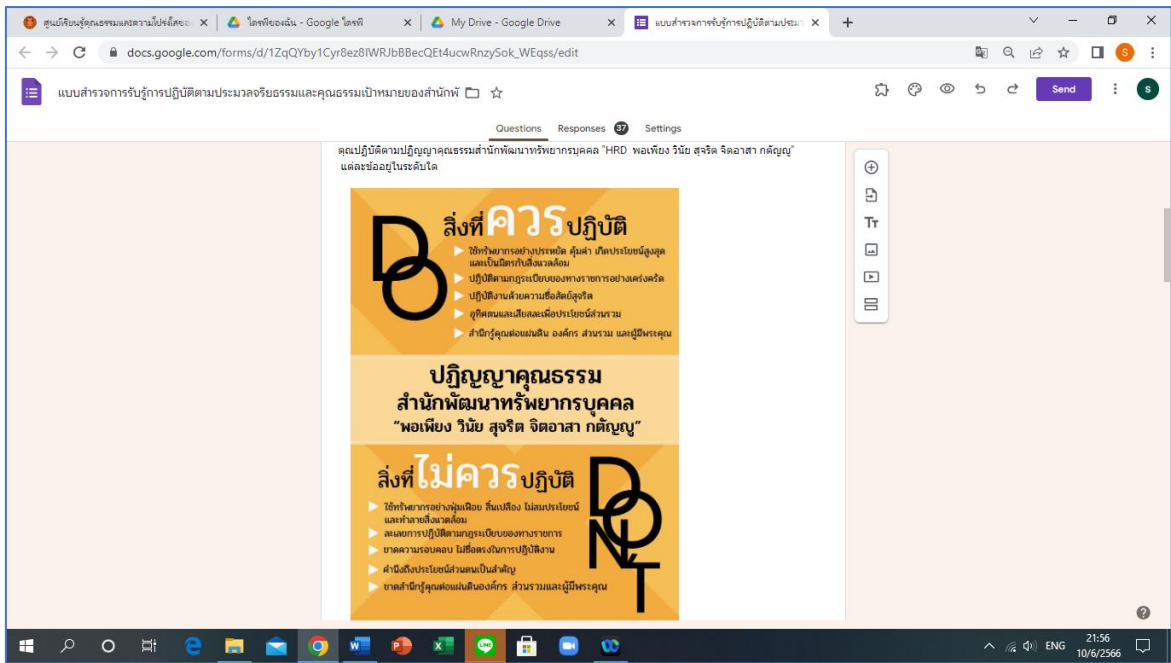 ศูนย์เรียนรู้คุณธรรมและความโปร่งใสขอ
ไดรฟ์ของฉัน - Google ไดรฟ์
My Drive - Google Drive
แบบสำรวจการรับรู้การปฏิบัติตามประมว
docs.google.com/forms/d/1ZqQYby1Cyr8ez8IWRJbBBecQEt4ucwRnzySok_WEqss/edit
S
แบบสำรวจการรับรู้การปฏิบัติตามประมวลจริยธรรมและคุณธรรมเป้าหมายของสำนักพั
Send
S
Questions Responses 37 Settings
คุณปฏิบัติตามปฏิญญาคุณธรรมสำนักพัฒนาทรัพยากรบุคคล "HRD พอเพียง วินัย สุจริต จิตอาสา กตัญญู"
แต่ละข้ออยู่ในระดับใด
DO
สิ่งที่ควรปฏิบัติ
ใช้ทรัพยากรอย่างประหยัด คุ้มค่า เกิดประโยชน์สูงสุด
และเป็นมิตรกับสิ่งแวดล้อม
ปฏิบัติตามกฎระเบียบของทางราชการอย่างเคร่งครัด
ปฏิบัติงานด้วยความซื่อสัตย์สุจริต
อุทิศตนและเสียสละเพื่อประโยชน์ส่วนรวม
สำนึกรู้คุณต่อแผ่นดิน องค์กร ส่วนรวม และผู้มีพระคุณ
ปฏิญญาคุณธรรม
สำนักพัฒนาทรัพยากรบุคคล
“พอเพียง วินัย สุจริต จิตอาสา กตัญญู”
สิ่งที่ไม่ควรปฏิบัติ
DON'T
ใช้ทรัพยากรอย่างฟุ่มเฟือย สิ้นเปลือง ไม่สมประโยชน์
และทำลายสิ่งแวดล้อม
ละเลยการปฏิบัติตามกฎระเบียบของทางราชการ
ขาดความรอบคอบ ไม่ซื่อตรงในการปฏิบัติงาน
คำนึงถึงประโยชน์ส่วนตนเป็นสำคัญ
ขาดสำนึกรู้คุณต่อแผ่นดินองค์กร ส่วนรวมและผู้มีพระคุณ
ENG
21:56
10/6/2566